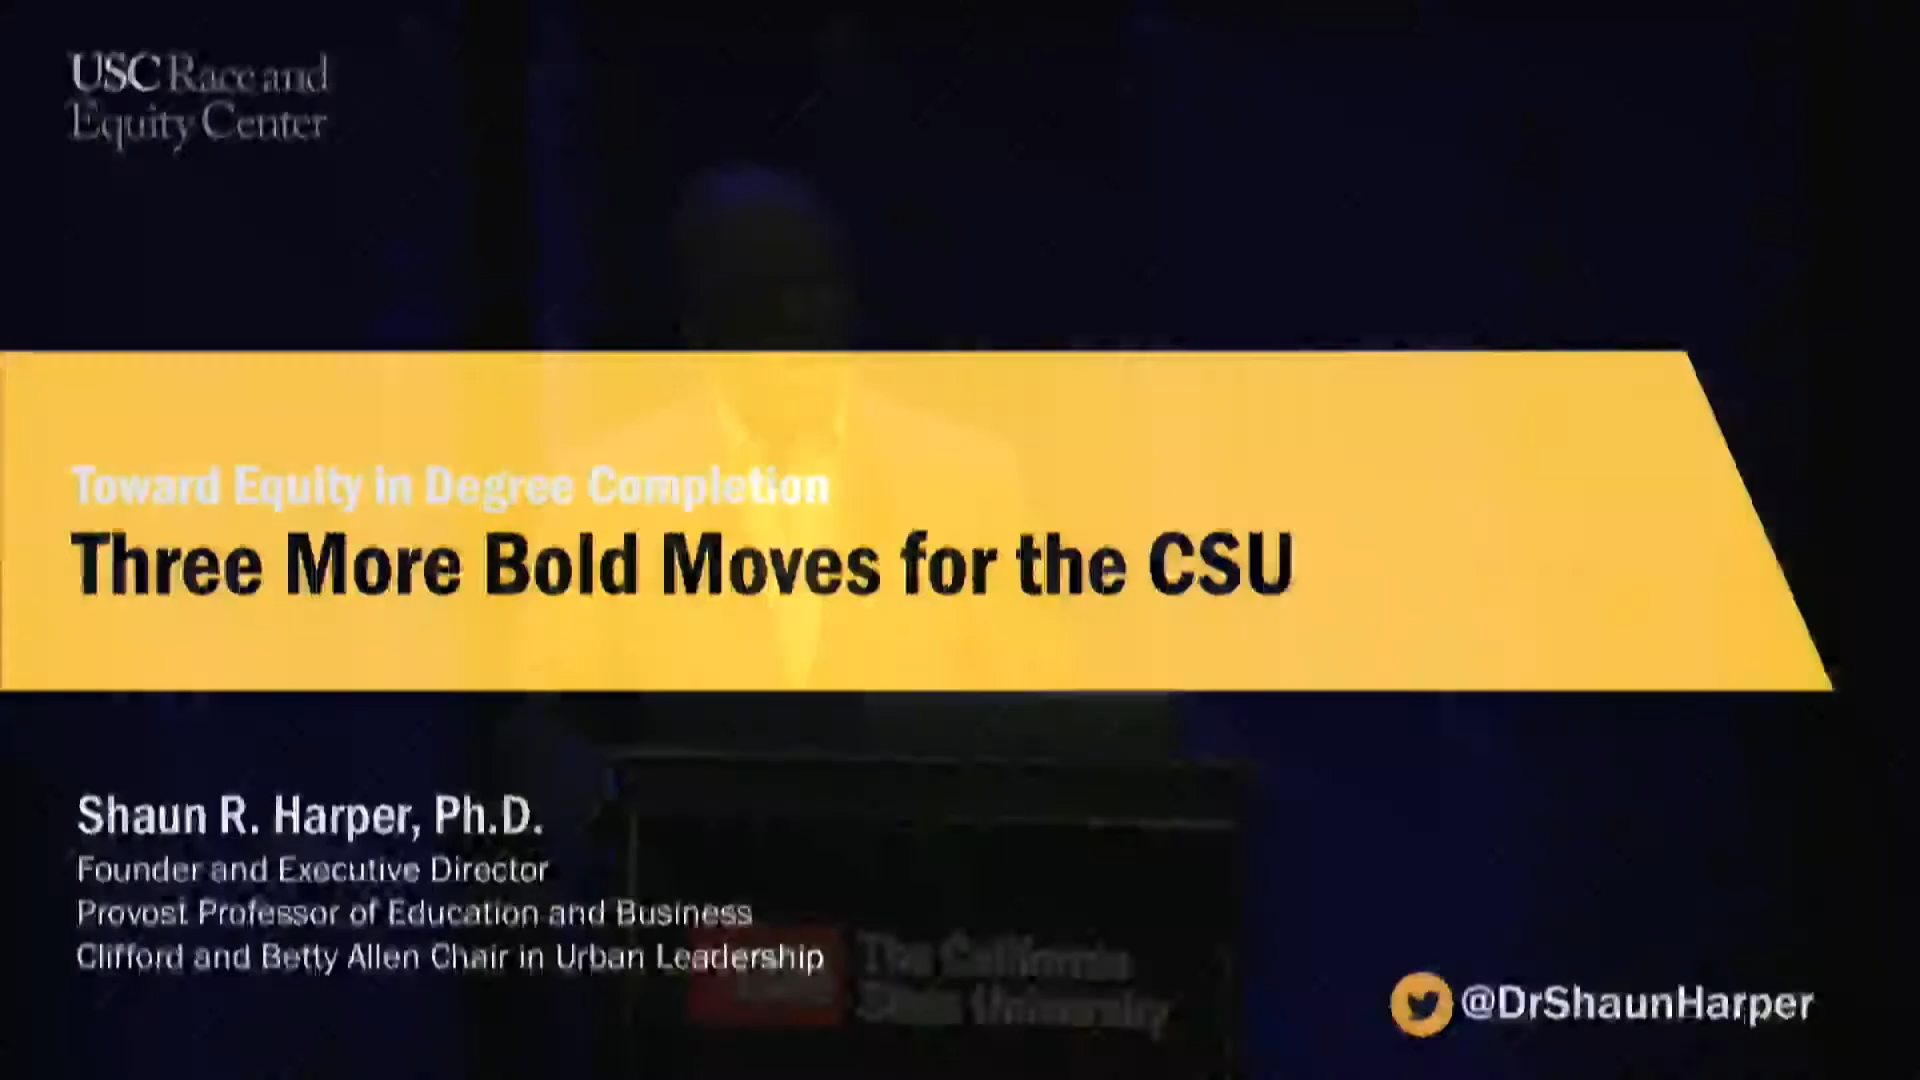 USC Race and
Equity Center
Toward Equity in Degree Completion
Three More Bold Moves for the CSU
Shaun R. Harper, Ph.D.
Founder and Executive Director
Provost Professor of Education and Business
Clifford and Betty Allen Chair in Urban Leadership
The California
State University
@DrShaunHarper